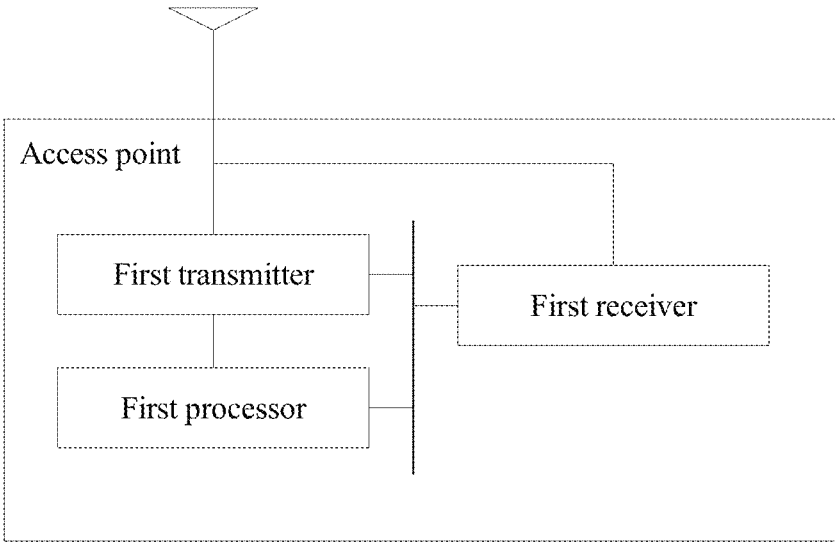 Access point
First transmitter
First receiver
First processor